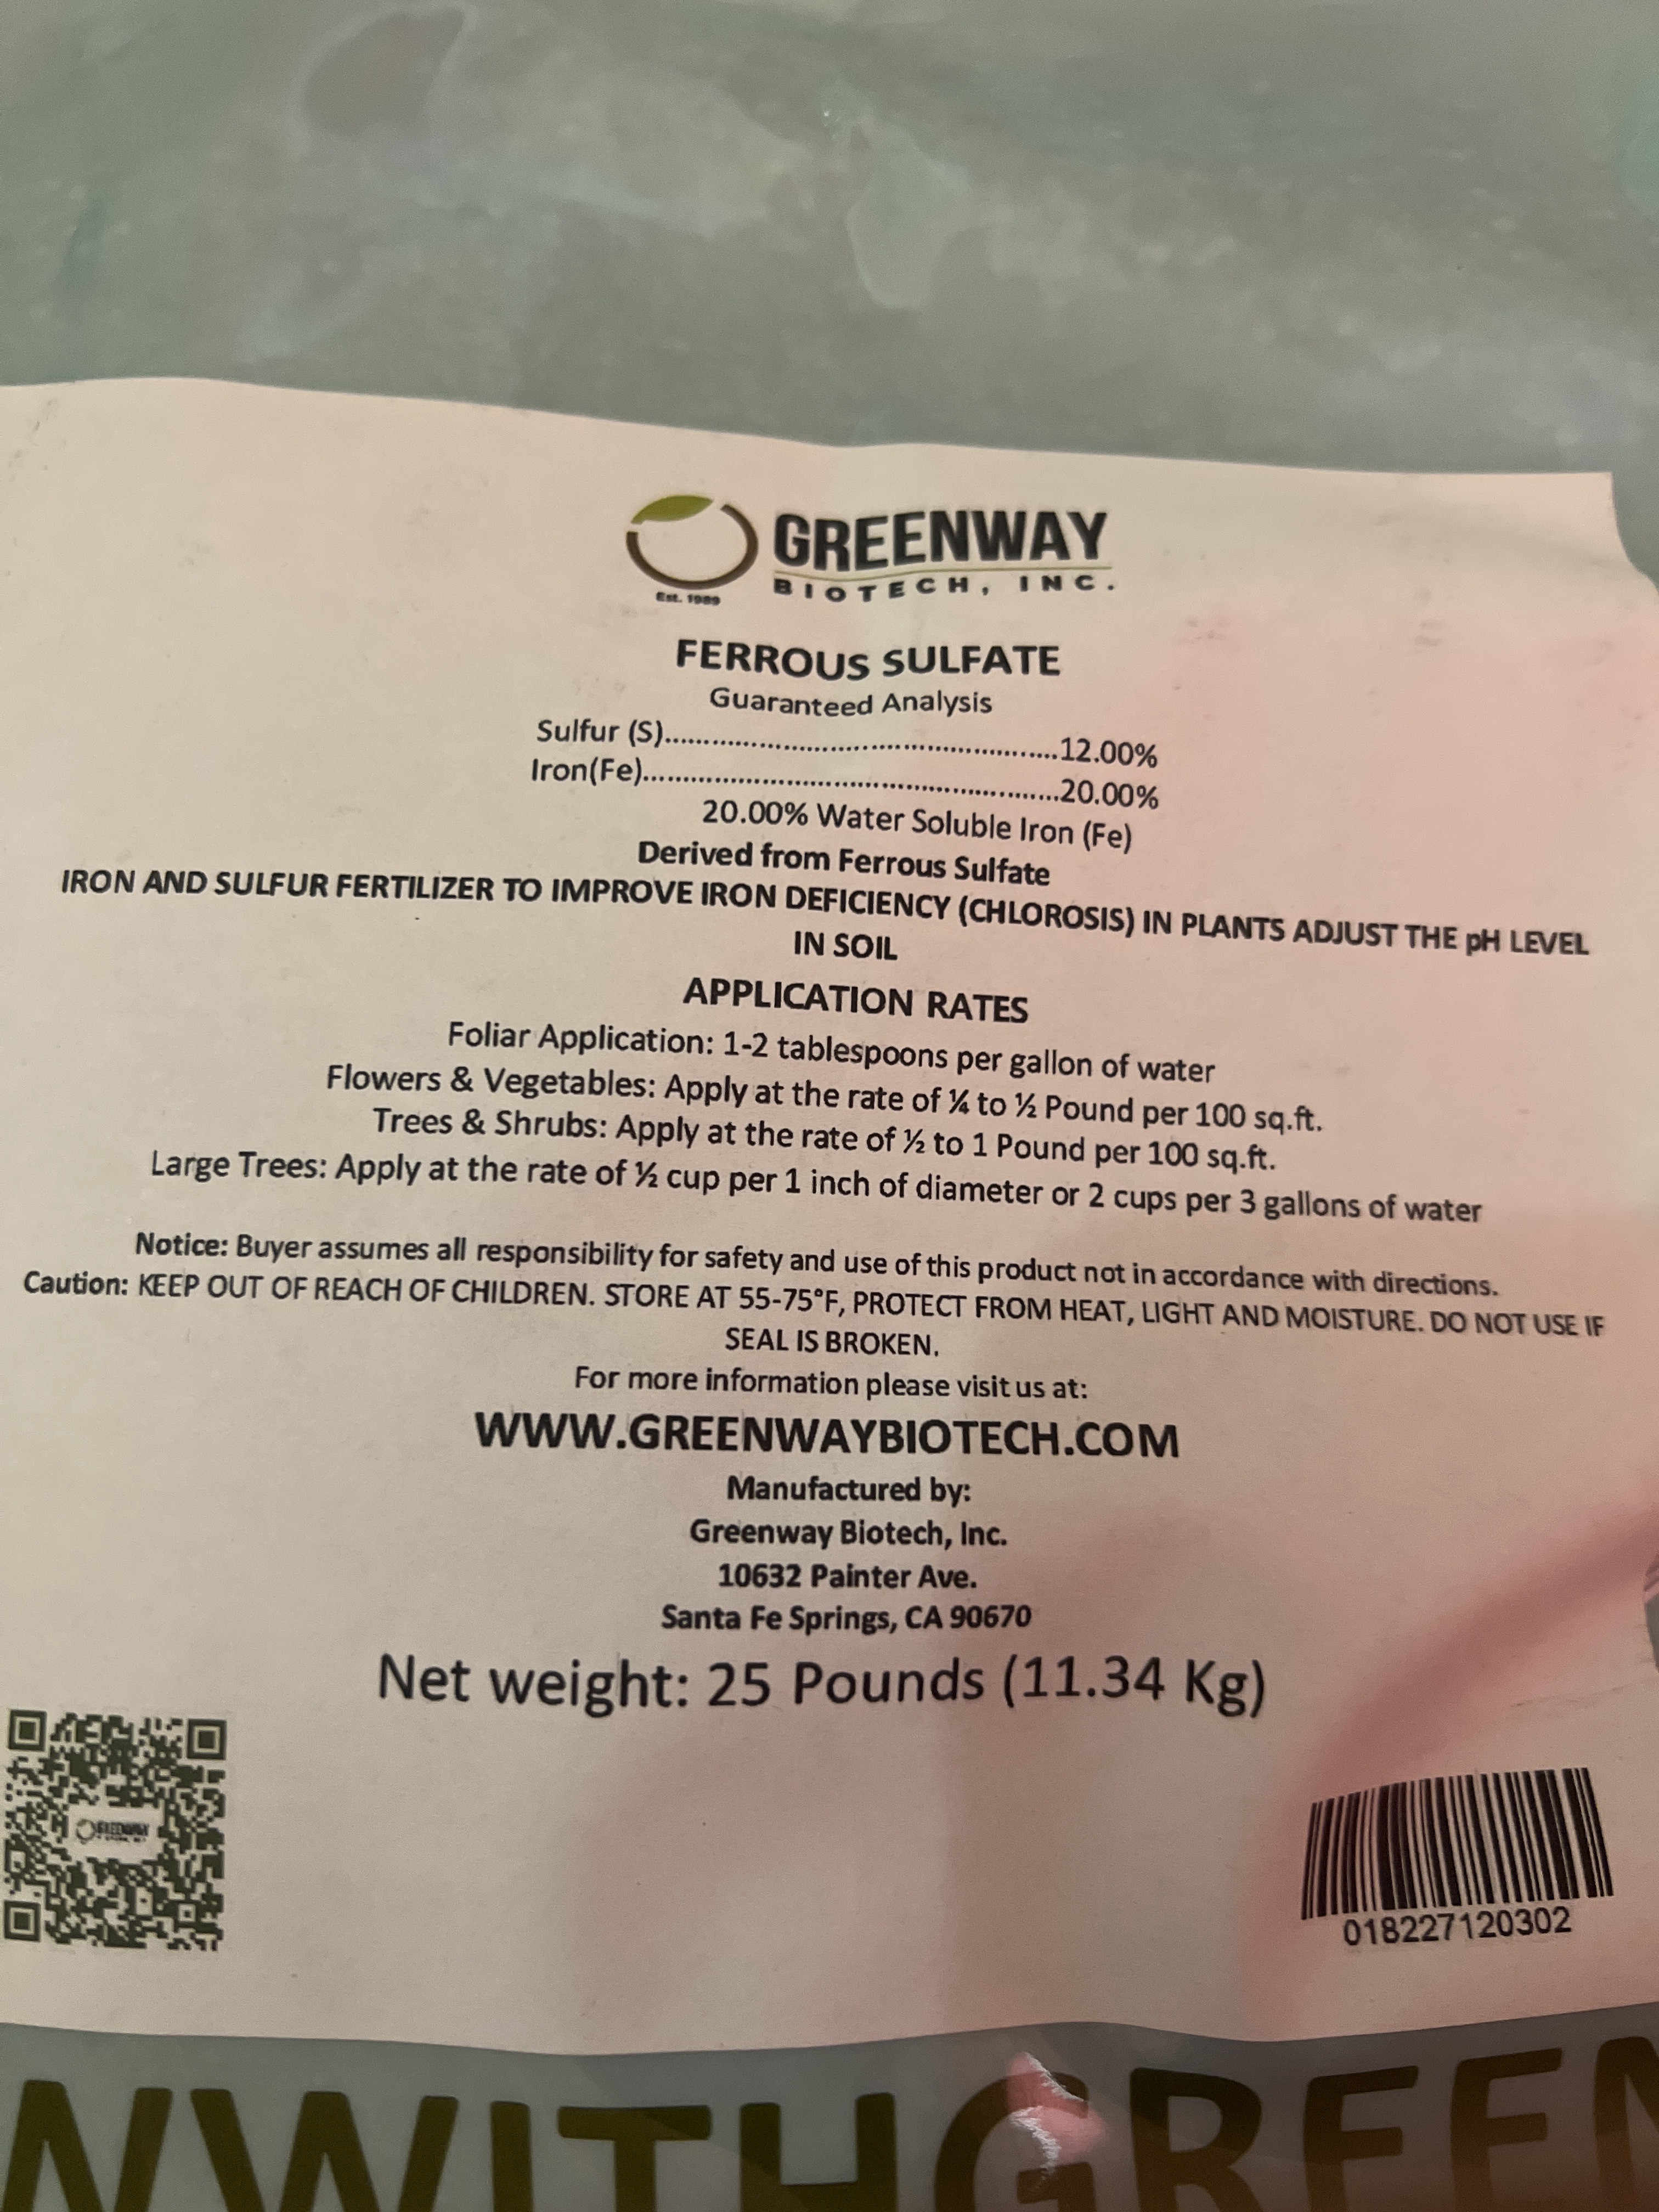 GREENWAY
BIOTECH, INC.
Est. 1989
FERROUS SULFATE
Guaranteed Analysis
Sulfur (S)..........................................................12.00%
Iron(Fe)..............................................................20.00%
20.00% Water Soluble Iron (Fe)
Derived from Ferrous Sulfate
IRON AND SULFUR FERTILIZER TO IMPROVE IRON DEFICIENCY (CHLOROSIS) IN PLANTS ADJUST THE pH LEVEL
IN SOIL
APPLICATION RATES
Foliar Application: 1-2 tablespoons per gallon of water
Flowers & Vegetables: Apply at the rate of ¼ to ½ Pound per 100 sq.ft.
Trees & Shrubs: Apply at the rate of ½ to 1 Pound per 100 sq.ft.
Large Trees: Apply at the rate of ½ cup per 1 inch of diameter or 2 cups per 3 gallons of water
Notice: Buyer assumes all responsibility for safety and use of this product not in accordance with directions.
Caution: KEEP OUT OF REACH OF CHILDREN. STORE AT 55-75°F, PROTECT FROM HEAT, LIGHT AND MOISTURE. DO NOT USE IF
SEAL IS BROKEN.
For more information please visit us at:
WWW.GREENWAYBIOTECH.COM
Manufactured by:
Greenway Biotech, Inc.
10632 Painter Ave.
Santa Fe Springs, CA 90670
Net weight: 25 Pounds (11.34 Kg)
GREENWAY
018227120302
NWITHGREEN